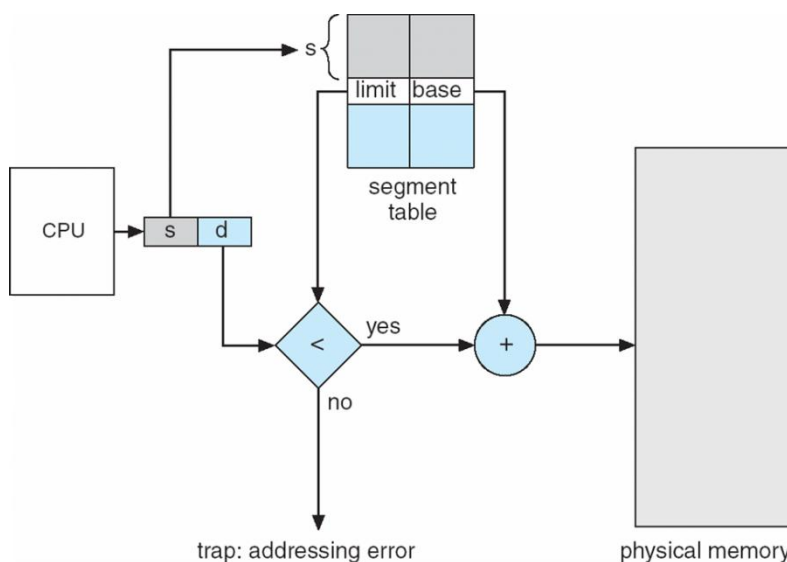 s
limit base
segment
table
CPU
s d
<
yes
+
no
trap: addressing error
physical memory